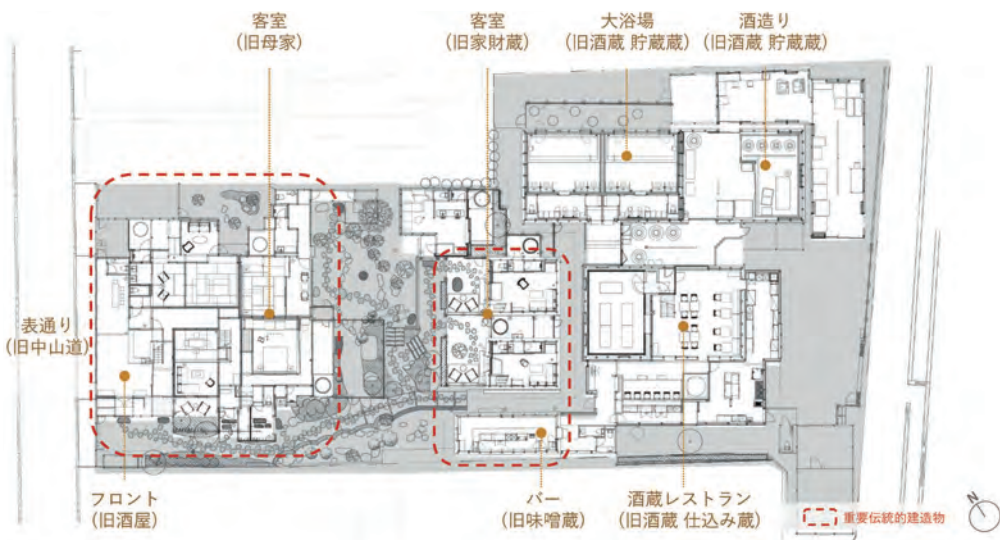 客室
(旧母家)
客室
(旧家財蔵)
大浴場
(旧酒蔵 貯蔵蔵)
酒造り
(旧酒蔵 貯蔵蔵)
表通り
(旧中山道)
フロント
(旧酒屋)
バー
(旧味噌蔵)
酒蔵レストラン
(旧酒蔵 仕込み蔵)
重要伝統的建造物
N